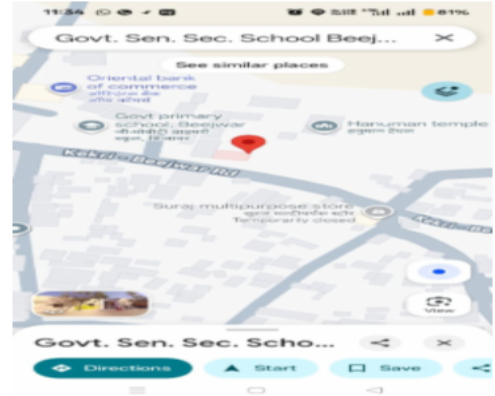 11:34
81%
Govt. Sen. Sec. School Beej...
See similar places
Oriental bank
of commerce
Govt primary
school, Beejwar
Hanuman temple
Kekri - Beejwar Rd
Suraj multipurpose store
Temporarily closed
Kekri - Be
View
Govt. Sen. Sec. Scho...
Directions
Start
Save